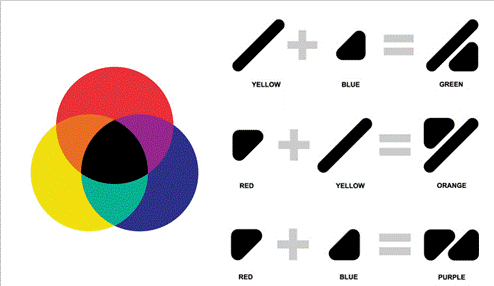 YELLOW BLUE GREEN
RED YELLOW ORANGE
RED BLUE PURPLE